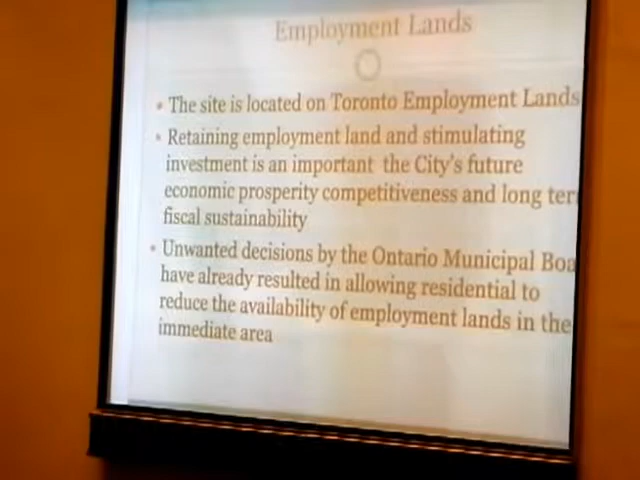 Employment Lands
• The site is located on Toronto Employment Lands
• Retaining employment land and stimulating
investment is an important the City's future
economic prosperity competitiveness and long ter
fiscal sustainability
• Unwanted decisions by the Ontario Municipal Boa
have already resulted in allowing residential to
reduce the availability of employment lands in the
immediate area